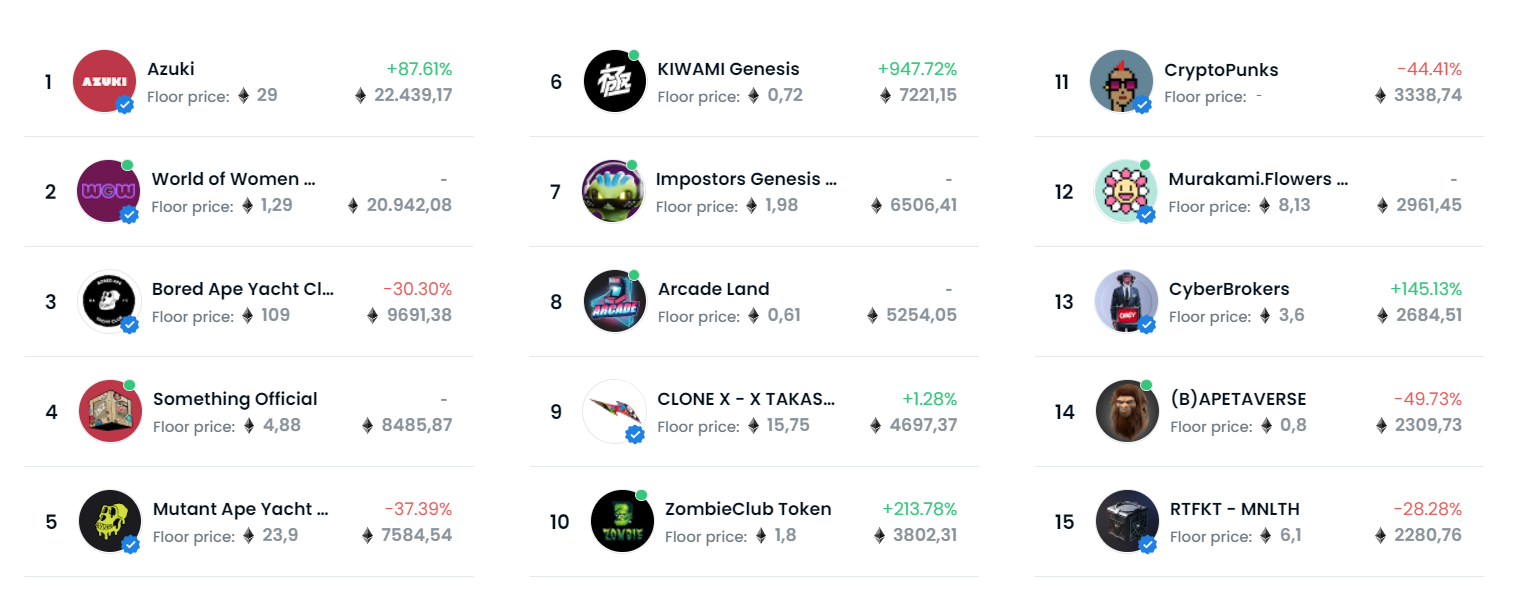 1
AZUKI
Azuki
+87.61%
Floor price: 29
22.439,17
2
WGW
World of Women ...
-
Floor price: 1,29
20.942,08
3
BORED APE
YACHT CLUB
Bored Ape Yacht Cl...
-30.30%
Floor price: 109
9691,38
4
Something Official
-
Floor price: 4,88
8485,87
5
Mutant Ape Yacht ...
-37.39%
Floor price: 23,9
7584,54
6
極
KIWAMI Genesis
+947.72%
Floor price: 0,72
7221,15
7
Impostors Genesis ...
-
Floor price: 1,98
6506,41
8
ARCADE
Arcade Land
-
Floor price: 0,61
5254,05
9
CLONE X - X TAKAS...
+1.28%
Floor price: 15,75
4697,37
10
ZOMBIE
ZombieClub Token
+213.78%
Floor price: 1,8
3802,31
11
CryptoPunks
-44.41%
Floor price: -
3338,74
12
Murakami.Flowers ...
-
Floor price: 8,13
2961,45
13
OBEY
CyberBrokers
+145.13%
Floor price: 3,6
2684,51
14
(B)APETAVERSE
-49.73%
Floor price: 0,8
2309,73
15
RTFKT - MNLTH
-28.28%
Floor price: 6,1
2280,76